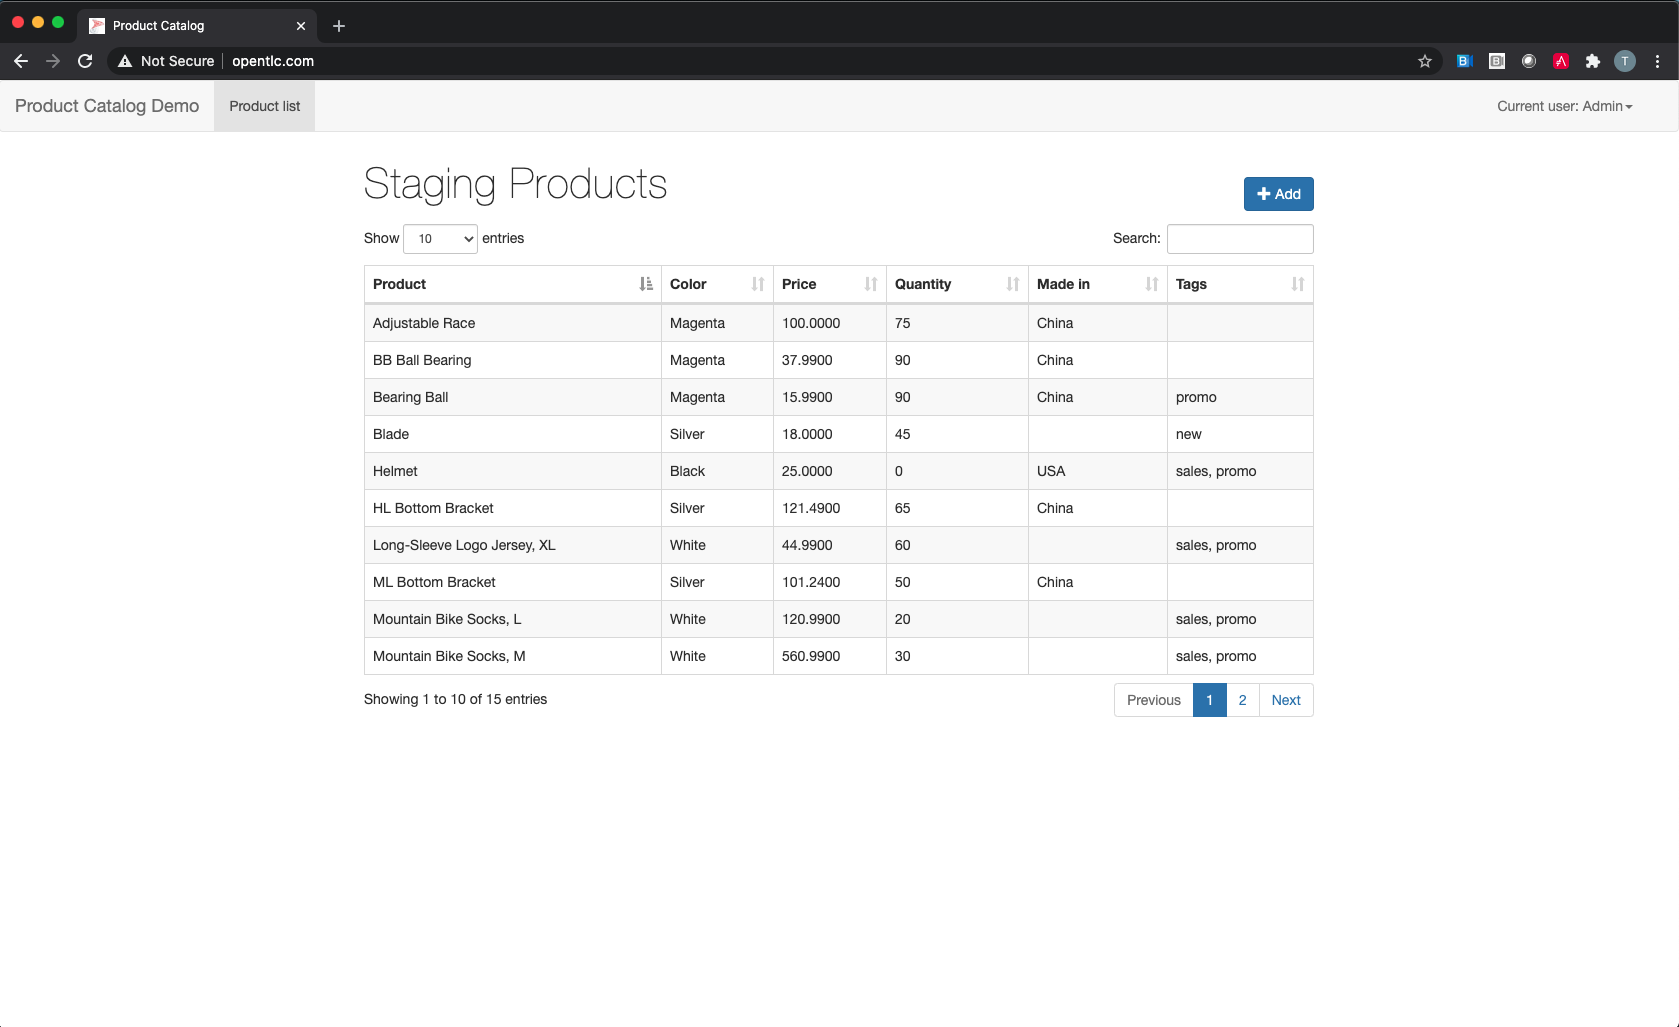 Product Catalog
Not Secure opentlc.com
T
Product Catalog Demo Product list Current user: Admin
Staging Products
Add
Show 10 entries Search:
Product Color Price Quantity Made in Tags
Adjustable Race Magenta 100.0000 75 China
BB Ball Bearing Magenta 37.9900 90 China
Bearing Ball Magenta 15.9900 90 China promo
Blade Silver 18.0000 45 new
Helmet Black 25.0000 0 USA sales, promo
HL Bottom Bracket Silver 121.4900 65 China
Long-Sleeve Logo Jersey, XL White 44.9900 60 sales, promo
ML Bottom Bracket Silver 101.2400 50 China
Mountain Bike Socks, L White 120.9900 20 sales, promo
Mountain Bike Socks, M White 560.9900 30 sales, promo
Showing 1 to 10 of 15 entries Previous 1 2 Next